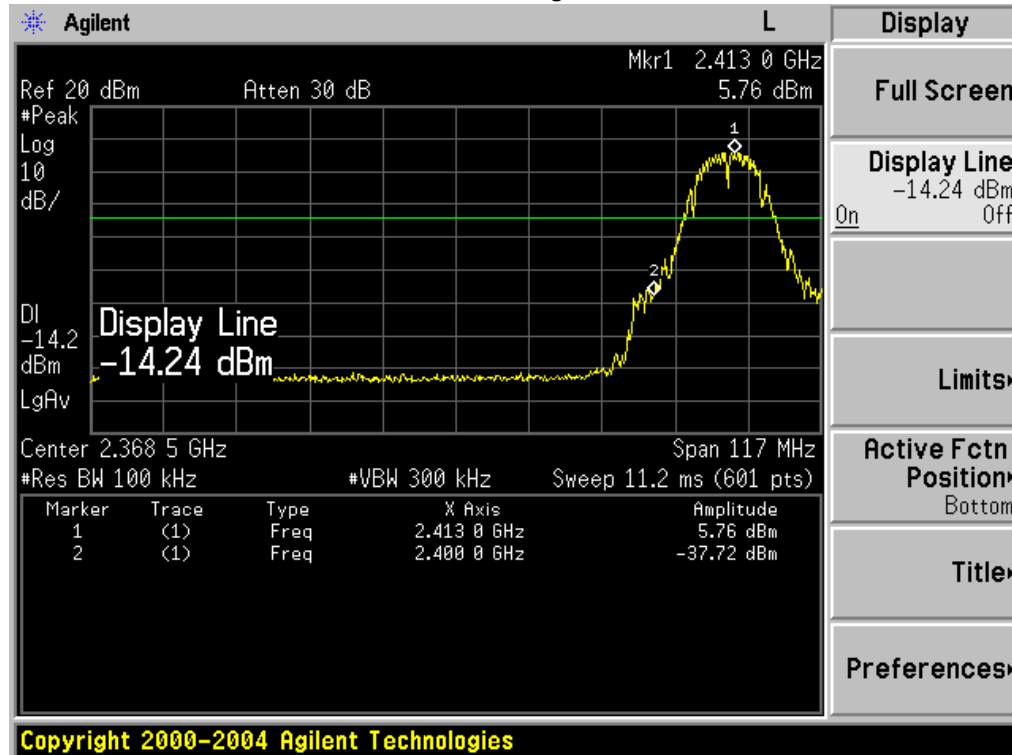 Agilent L Display
Mkr1 2.413 0 GHz
Ref 20 dBm Atten 30 dB 5.76 dBm
#Peak
Log
10
dB/
1
2
DI
-14.2
dBm
LgAv
Display Line
-14.24 dBm
Center 2.368 5 GHz Span 117 MHz
#Res BW 100 kHz #VBW 300 kHz Sweep 11.2 ms (601 pts)
Marker Trace Type X Axis Amplitude
1 (1) Freq 2.413 0 GHz 5.76 dBm
2 (1) Freq 2.400 0 GHz -37.72 dBm
Full Screen
Display Line
-14.24 dBm
On Off
Limits
Active Fctn
Position
Bottom
Title
Preferences
Copyright 2000-2004 Agilent Technologies